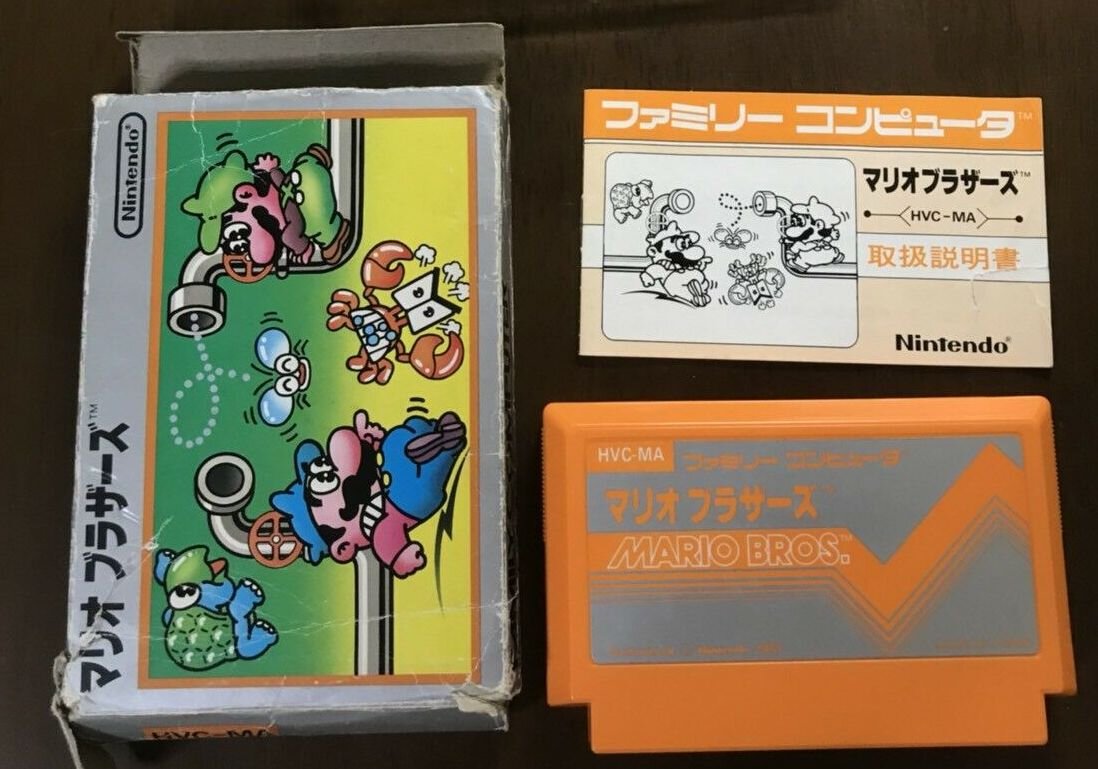 Nintendo®
マリオブラザーズ™
HVC-MA
ファミリー コンピュータ™
マリオブラザーズ™
HVC-MA
取扱説明書
Nintendo®
HVC-MA
ファミリー コンピュータ
マリオブラザーズ™
MARIO BROS.™